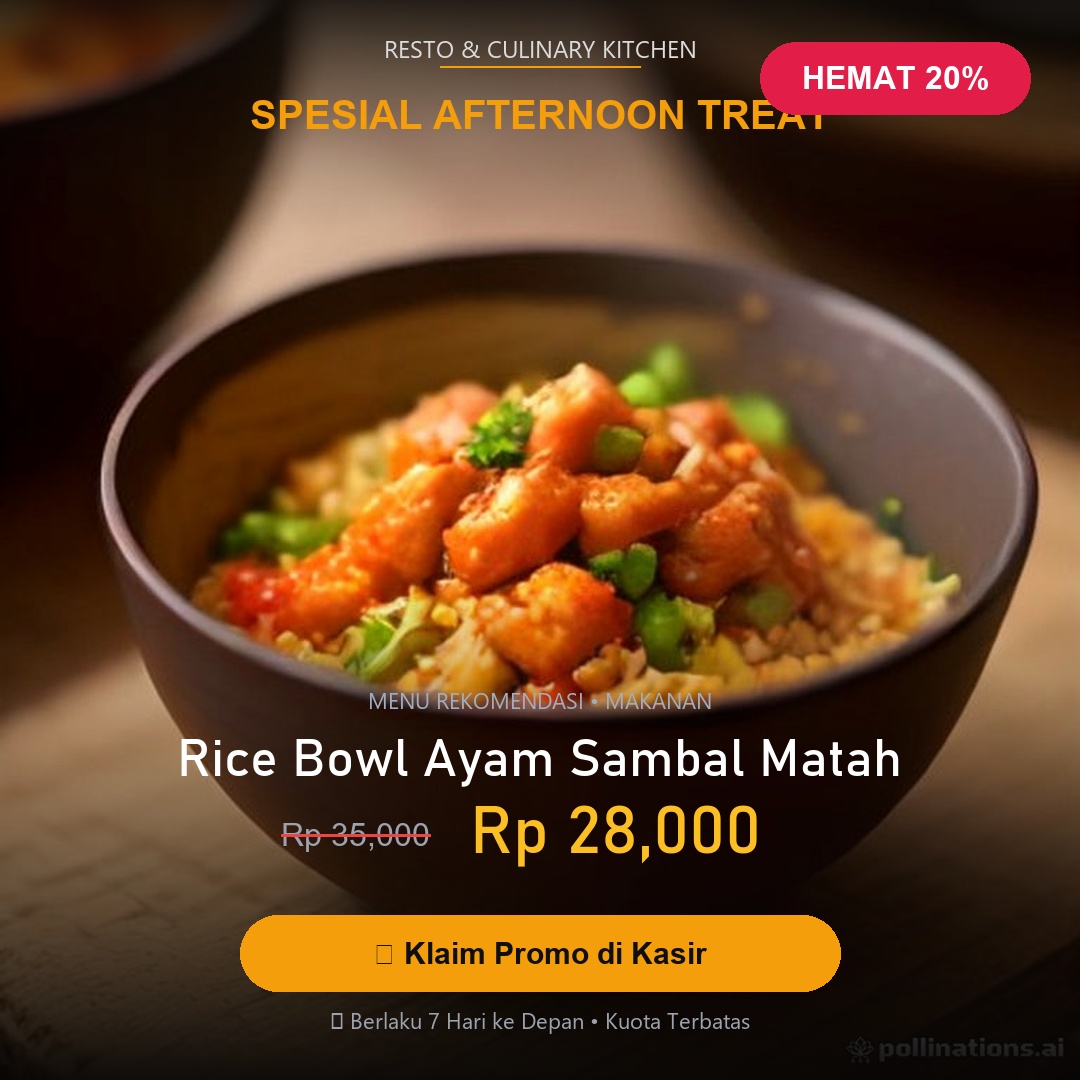 RESTO & CULINARY KITCHEN
HEMAT 20%
SPESIAL AFTERNOON TREAT
MENU REKOMENDASI • MAKANAN
Rice Bowl Ayam Sambal Matah
Rp 35,000 Rp 28,000
Klaim Promo di Kasir
Berlaku 7 Hari ke Depan • Kuota Terbatas
pollinations.ai